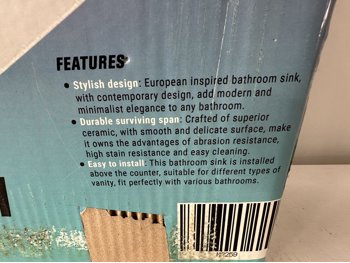 FEATURES
• Stylish design: European inspired bathroom sink,
with contemporary design, add modern and
minimalist elegance to any bathroom.
• Durable surviving span: Crafted of superior
ceramic, with smooth and delicate surface, make
it owns the advantages of abrasion resistance,
high stain resistance and easy cleaning.
• Easy to install: This bathroom sink is installed
above the counter, suitable for different types of
vanity, fit perfectly with various bathrooms.